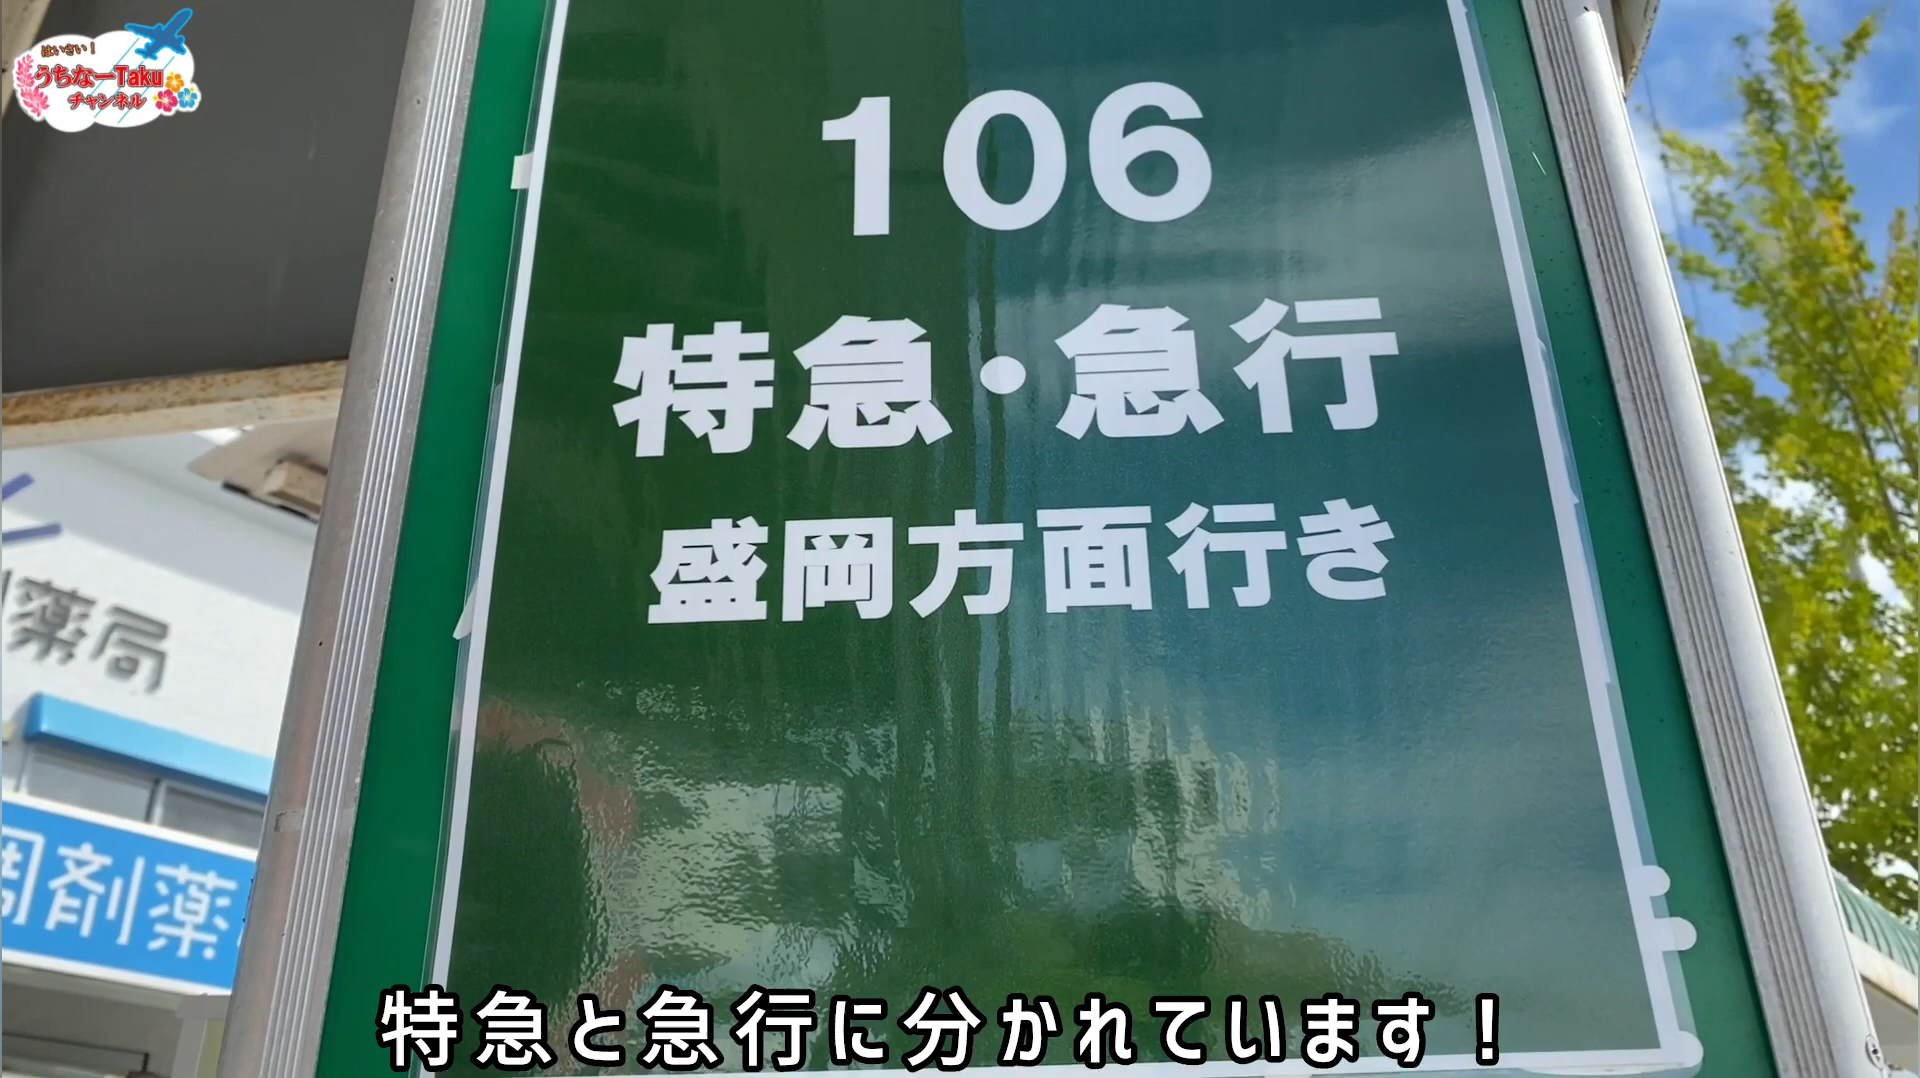 はいさい！
うちなーTaku
チャンネル
106
特急・急行
盛岡方面行き
薬局
調剤薬
特急と急行に分かれています！